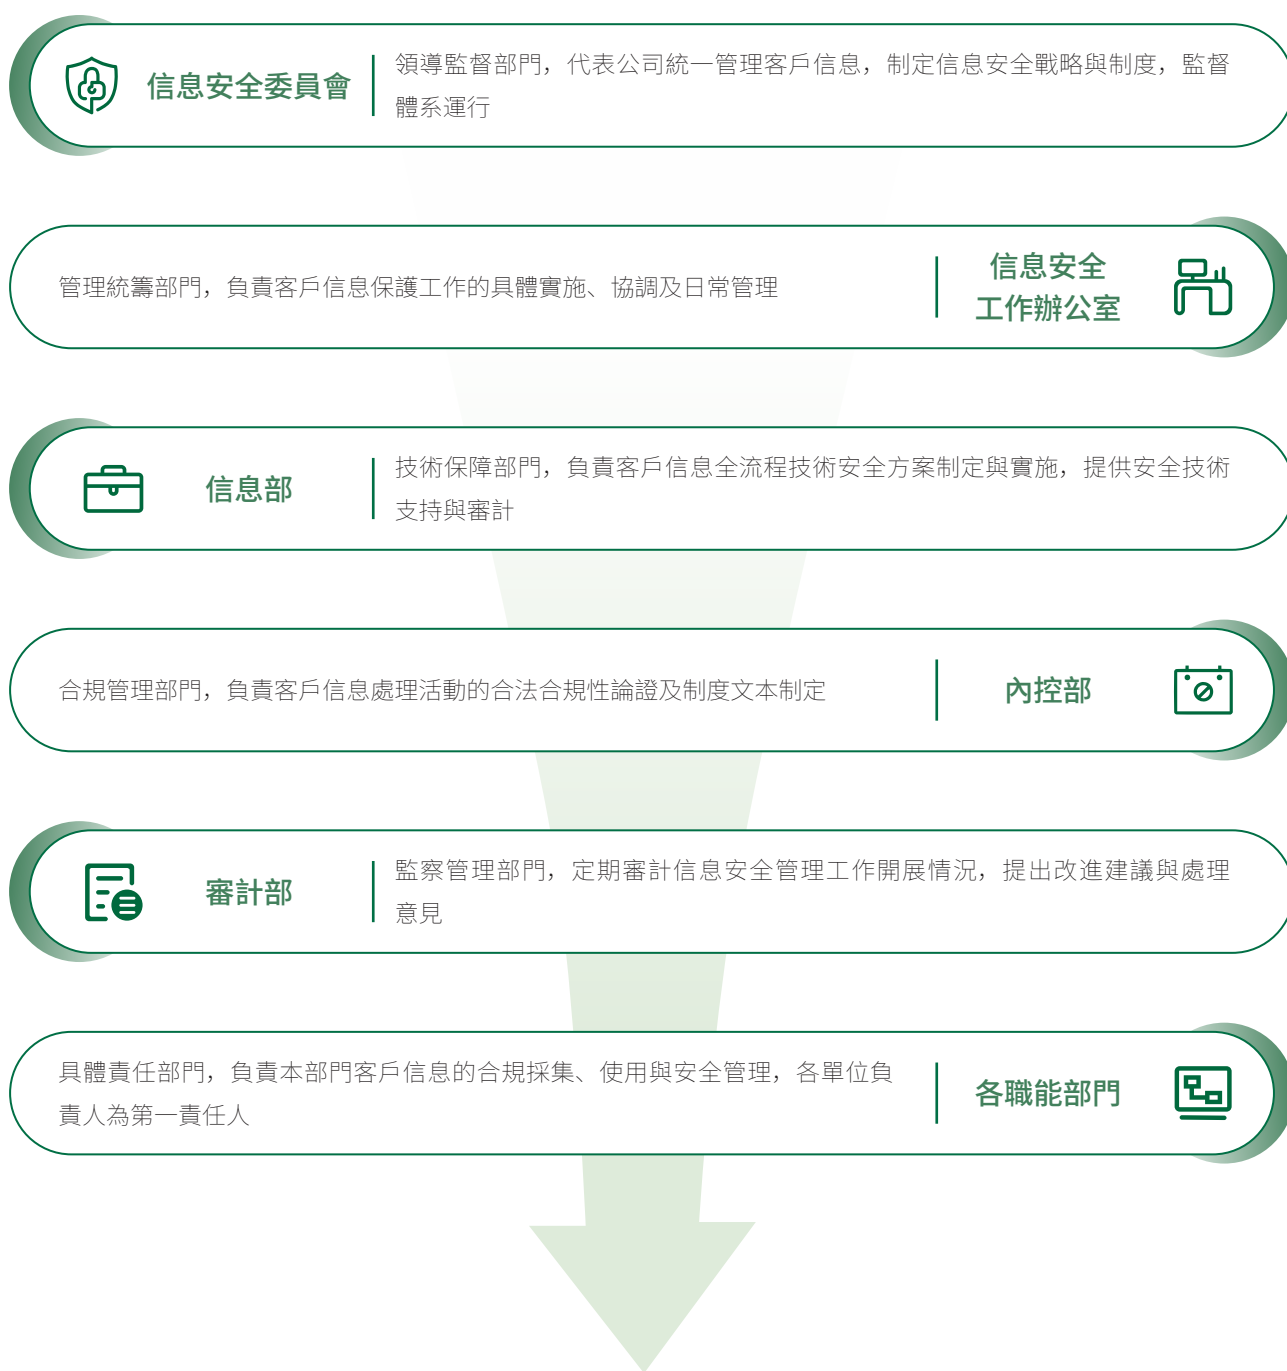 信息安全委員會
領導監督部門，代表公司統一管理客戶信息，制定信息安全戰略與制度，監督
體系運行
管理統籌部門，負責客戶信息保護工作的具體實施、協調及日常管理
信息安全
工作辦公室
信息部
技術保障部門，負責客戶信息全流程技術安全方案制定與實施，提供安全技術
支持與審計
合規管理部門，負責客戶信息處理活動的合法合規性論證及制度文本制定
內控部
審計部
監察管理部門，定期審計信息安全管理工作開展情況，提出改進建議與處理
意見
具體責任部門，負責本部門客戶信息的合規採集、使用與安全管理，各單位負
責人為第一責任人
各職能部門